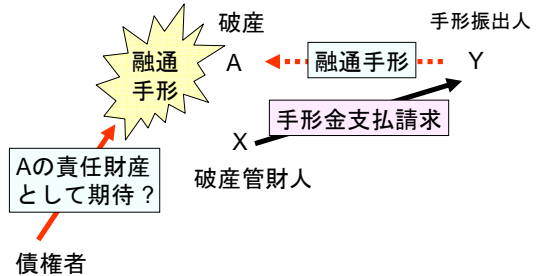 破産
手形振出人
融通
手形
A
融通手形
Y
手形金支払請求
X
破産管財人
Aの責任財産
として期待？
債権者